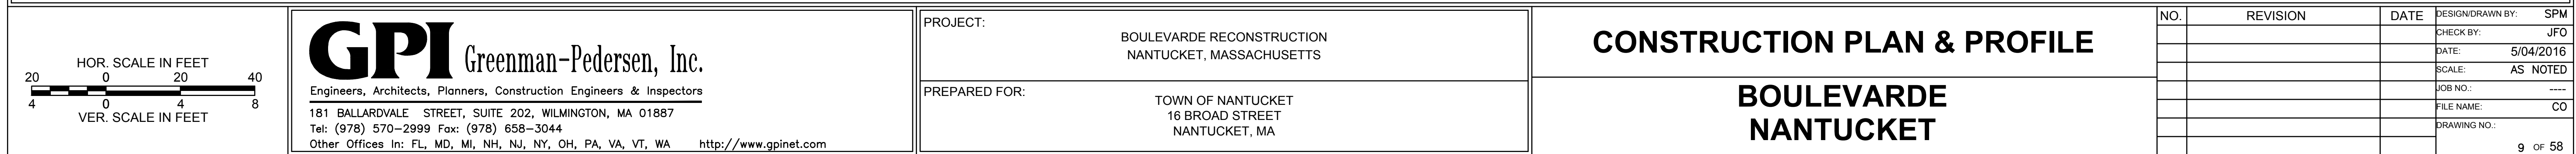 HOR. SCALE IN FEET
20 0 20 40
4 0 4 8
VER. SCALE IN FEET
GPI Greenman-Pedersen, Inc.
Engineers, Architects, Planners, Construction Engineers & Inspectors
181 BALLARDVALE STREET, SUITE 202, WILMINGTON, MA 01887
Tel: (978) 570-2999 Fax: (978) 658-3044
Other Offices In: FL, MD, MI, NH, NJ, NY, OH, PA, VA, VT, WA http://www.gpinet.com
PROJECT:
BOULEVARDE RECONSTRUCTION
NANTUCKET, MASSACHUSETTS
PREPARED FOR:
TOWN OF NANTUCKET
16 BROAD STREET
NANTUCKET, MA
CONSTRUCTION PLAN & PROFILE
BOULEVARDE
NANTUCKET
NO. REVISION DATE
DESIGN/DRAWN BY: SPM
CHECK BY: JFO
DATE: 5/04/2016
SCALE: AS NOTED
JOB NO.: ----
FILE NAME: CO
DRAWING NO.:
9 OF 58